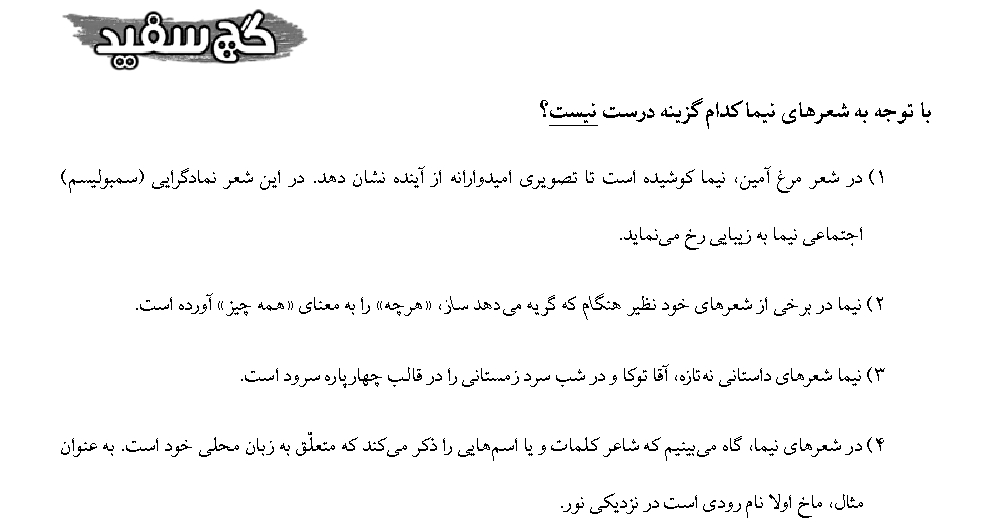 گچ سفید
با توجه به شعرهای نیما کدام گزینه درست نیست؟
۱) در شعر مرغ آمین، نیما کوشیده است تا تصویری امیدوارانه از آینده نشان دهد. در این شعر نمادگرایی (سمبولیسم)
اجتماعی نیما به زیبایی رخ می‌نماید.
۲) نیما در برخی از شعرهای خود نظیر هنگام که گریه می‌دهد ساز، «هرچه» را به معنای «همه چیز» آورده است.
۳) نیما شعرهای داستانی نه‌تازه، آقا توکا و در شب سرد زمستانی را در قالب چهارپاره سرود است.
۴) در شعرهای نیما، گاه می‌بینیم که شاعر کلمات و یا اسم‌هایی را ذکر می‌کند که متعلّق به زبان محلی خود است. به عنوان
مثال، ماخ اولا نام رودی است در نزدیکی نور.